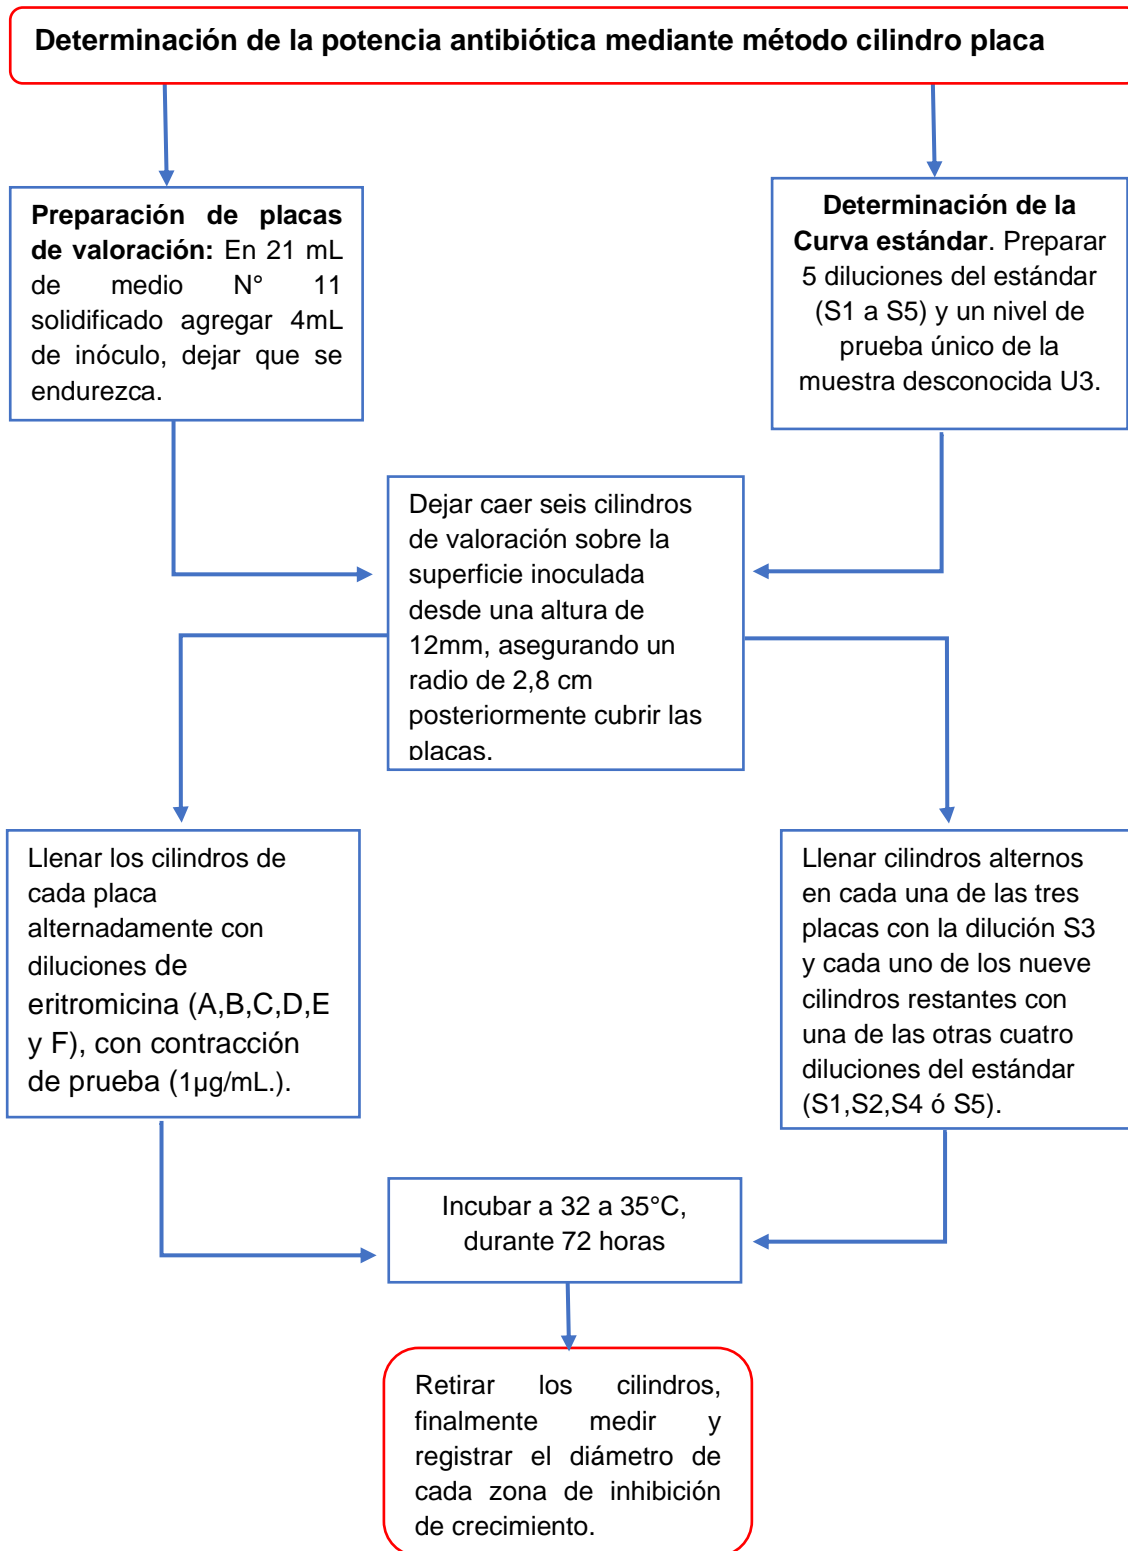 Determinación de la potencia antibiótica mediante método cilindro placa
Preparación de placas
de valoración: En 21 mL
de medio N° 11
solidificado agregar 4mL
de inóculo, dejar que se
endurezca.
Determinación de la
Curva estándar. Preparar
5 diluciones del estándar
(S1 a S5) y un nivel de
prueba único de la
muestra desconocida U3.
Dejar caer seis cilindros
de valoración sobre la
superficie inoculada
desde una altura de
12mm, asegurando un
radio de 2,8 cm
posteriormente cubrir las
placas.
Llenar los cilindros de
cada placa
alternadamente con
diluciones de
eritromicina (A,B,C,D,E
y F), con contracción
de prueba (1µg/mL.).
Llenar cilindros alternos
en cada una de las tres
placas con la dilución S3
y cada uno de los nueve
cilindros restantes con
una de las otras cuatro
diluciones del estándar
(S1,S2,S4 ó S5).
Incubar a 32 a 35°C,
durante 72 horas
Retirar los cilindros,
finalmente medir y
registrar el diámetro de
cada zona de inhibición
de crecimiento.